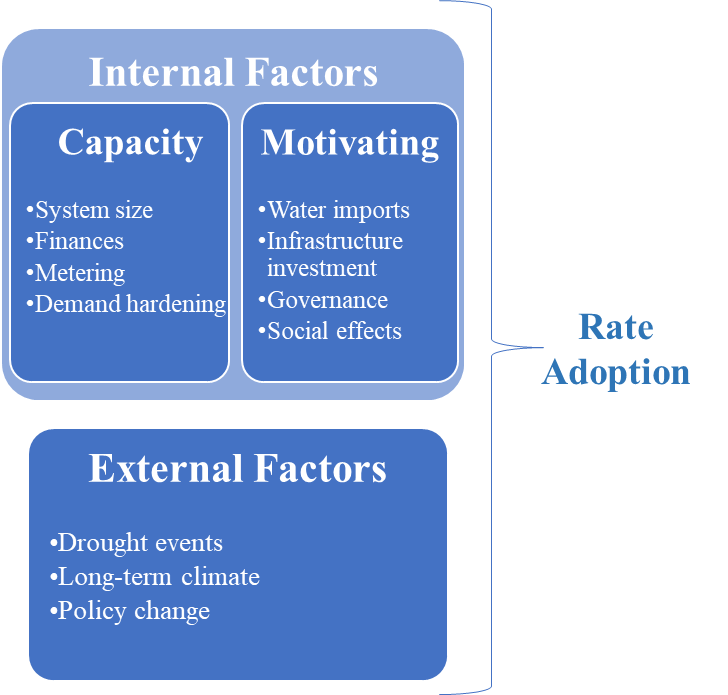 Internal Factors
Capacity
•System size
•Finances
•Metering
•Demand hardening
Motivating
•Water imports
•Infrastructure
investment
•Governance
•Social effects
External Factors
•Drought events
•Long-term climate
•Policy change
Rate
Adoption